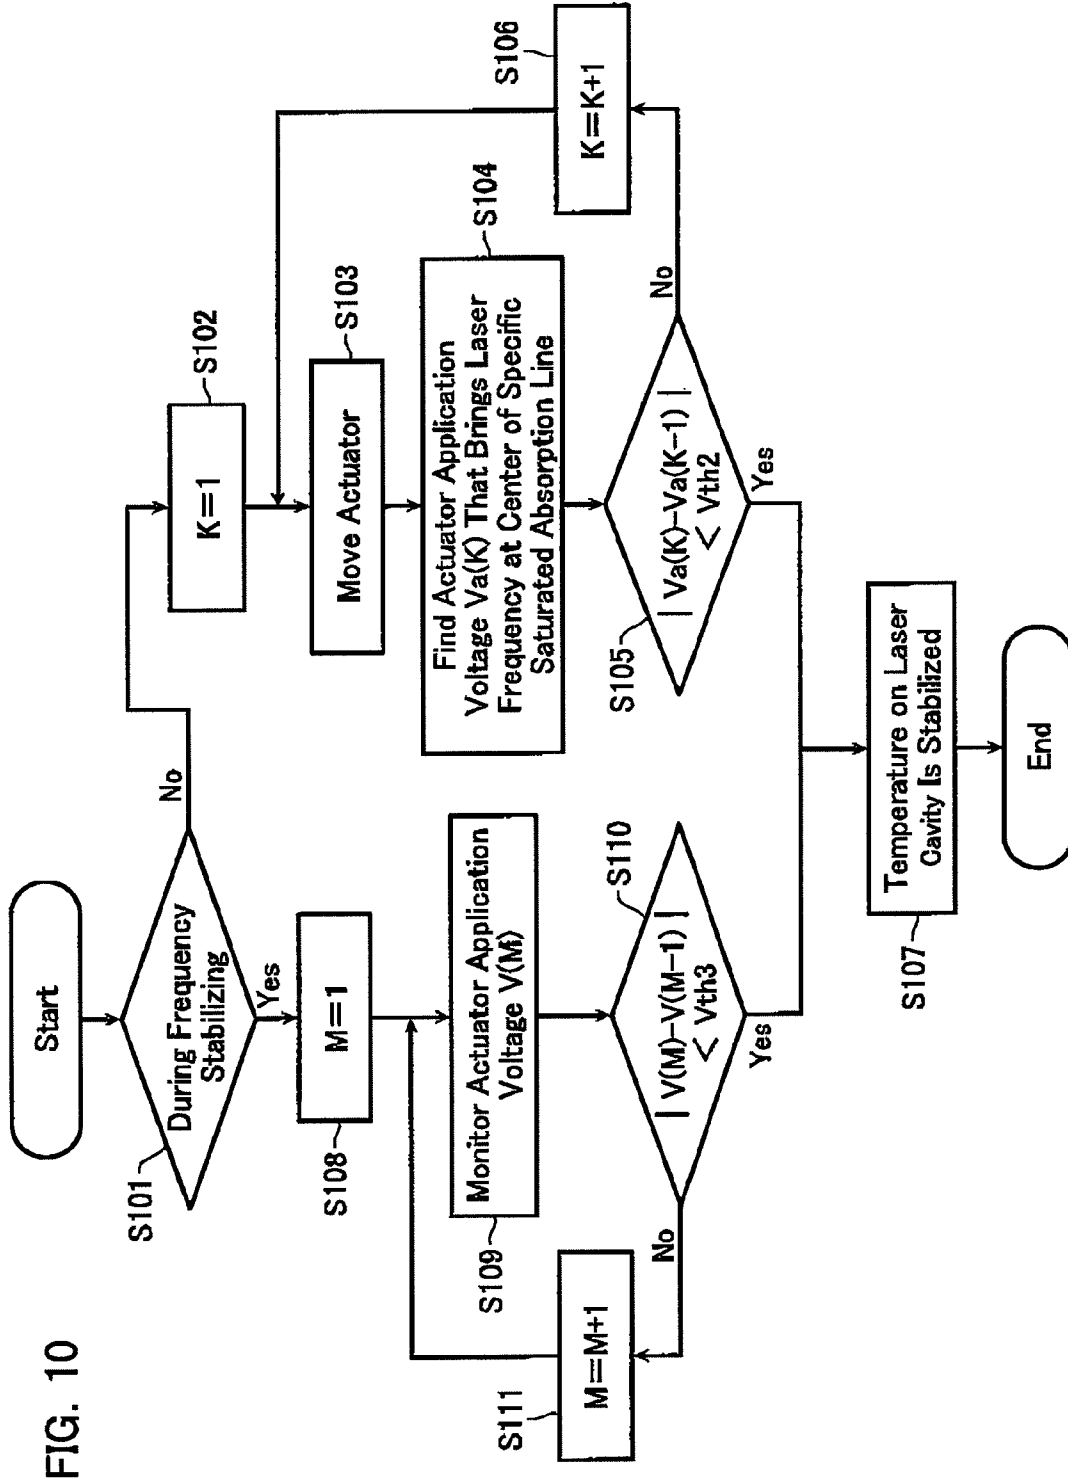 FIG. 10
Start
S101
During Frequency
Stabilizing
No
Yes
S102
K=1
S103
Move Actuator
S104
Find Actuator Application
Voltage Va(K) That Brings Laser
Frequency at Center of Specific
Saturated Absorption Line
S105
| Va(K)-Va(K-1) |
< Vth2
No
Yes
S106
K=K+1
S108
M=1
S109
Monitor Actuator Application
Voltage V(M)
S110
| V(M)-V(M-1) |
< Vth3
No
Yes
S111
M=M+1
S107
Temperature on Laser
Cavity Is Stabilized
End